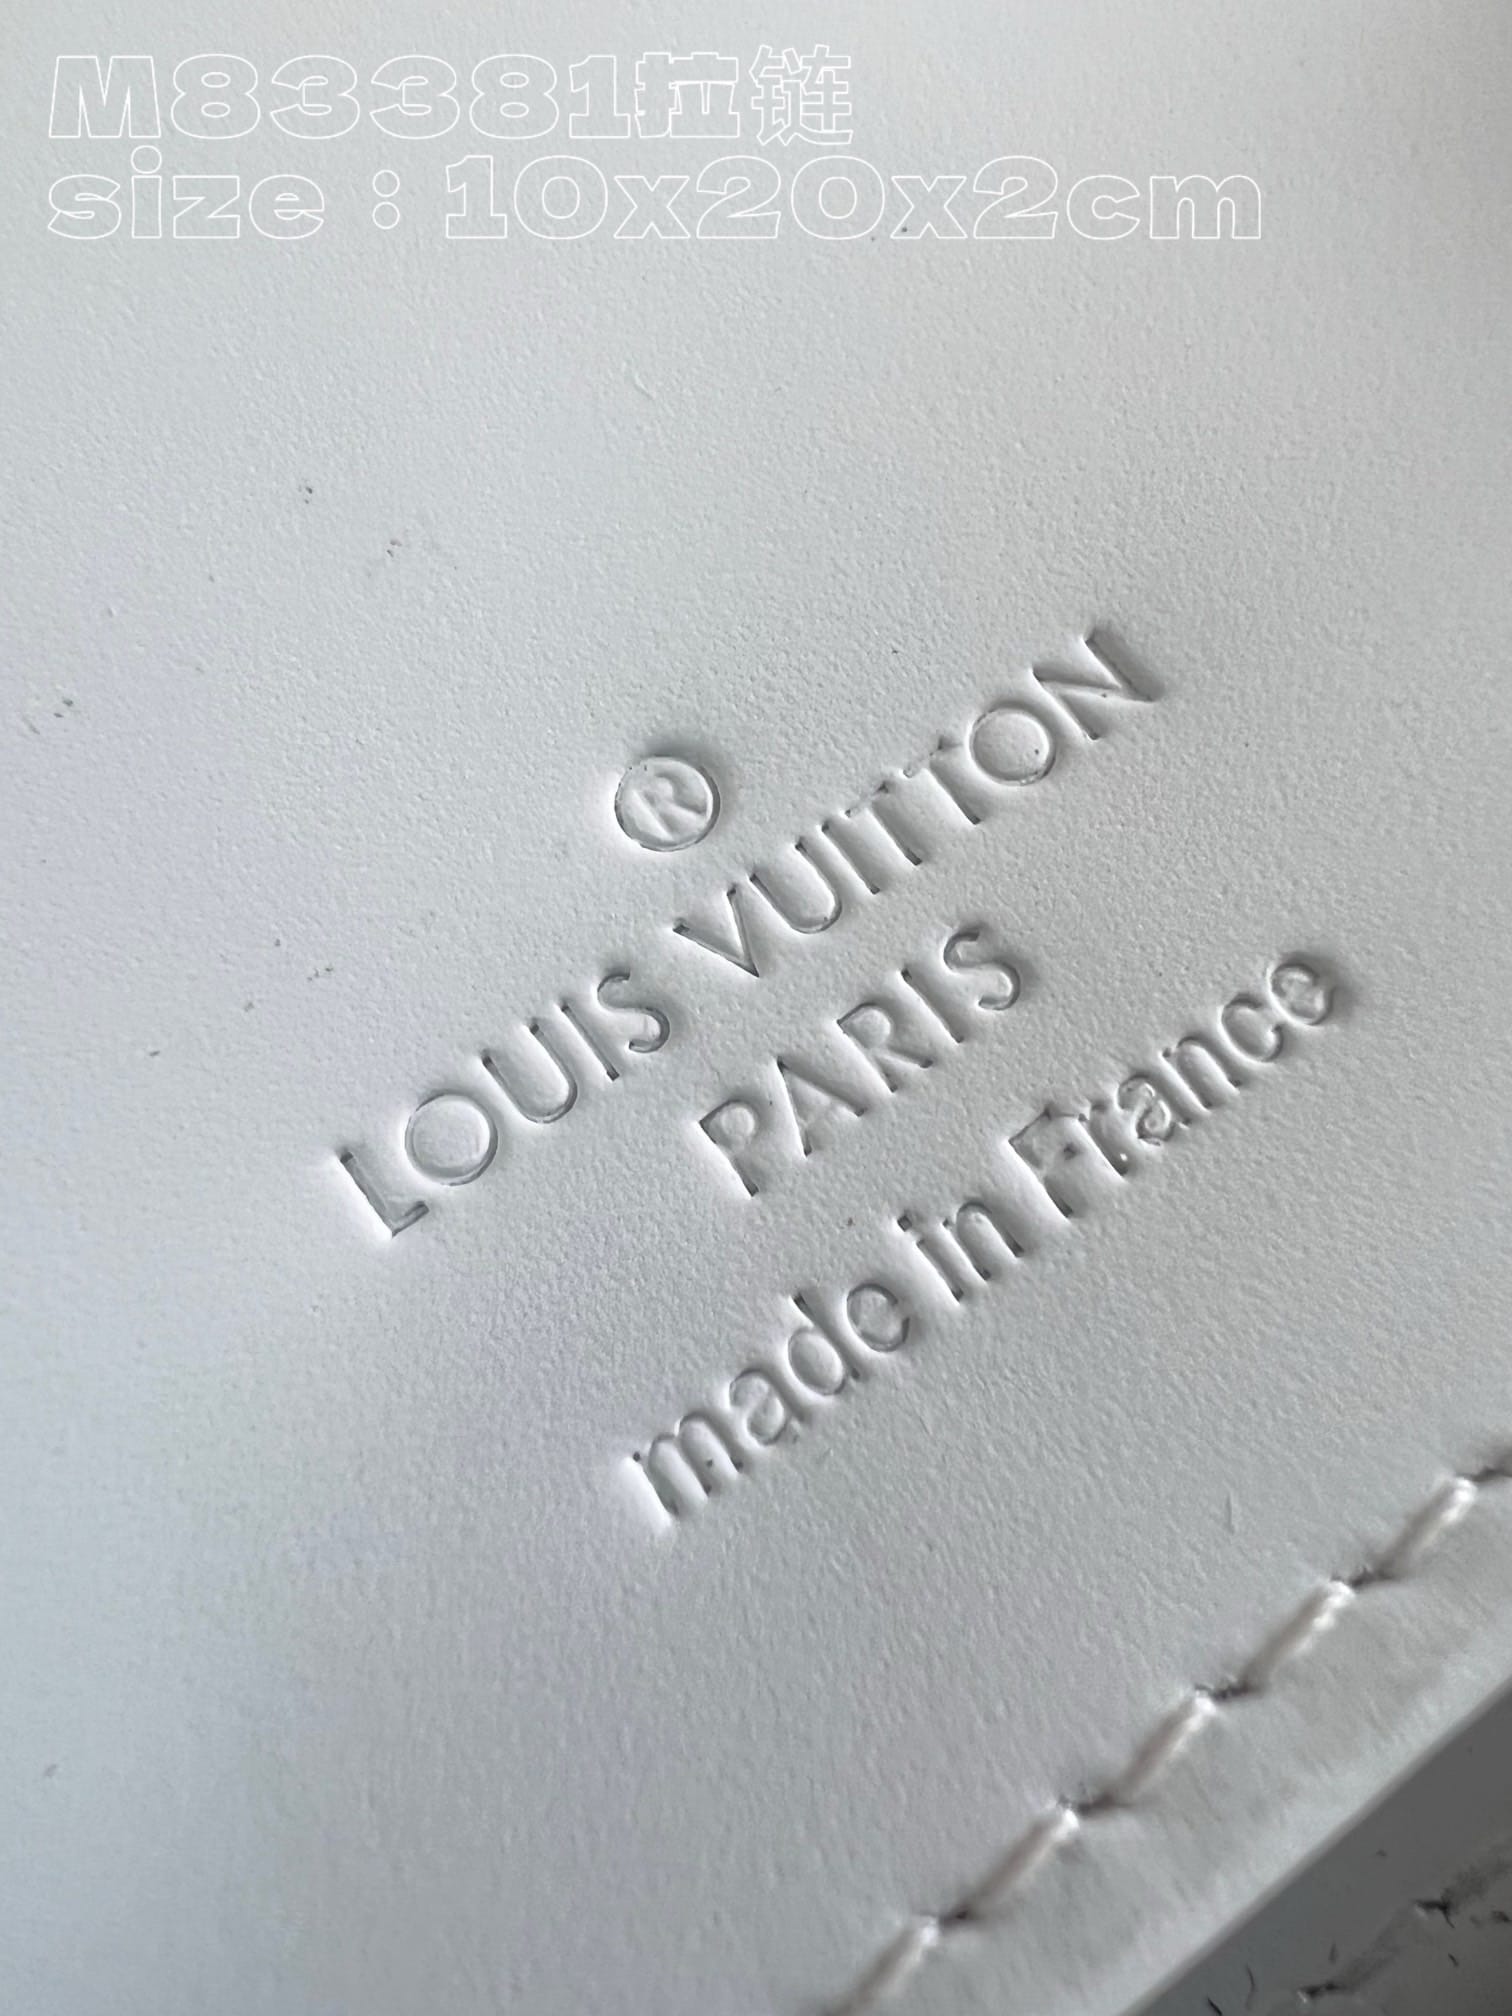 M83381拉链
size：10x20x2cm
®
LOUIS VUITTON
PARIS
made in France